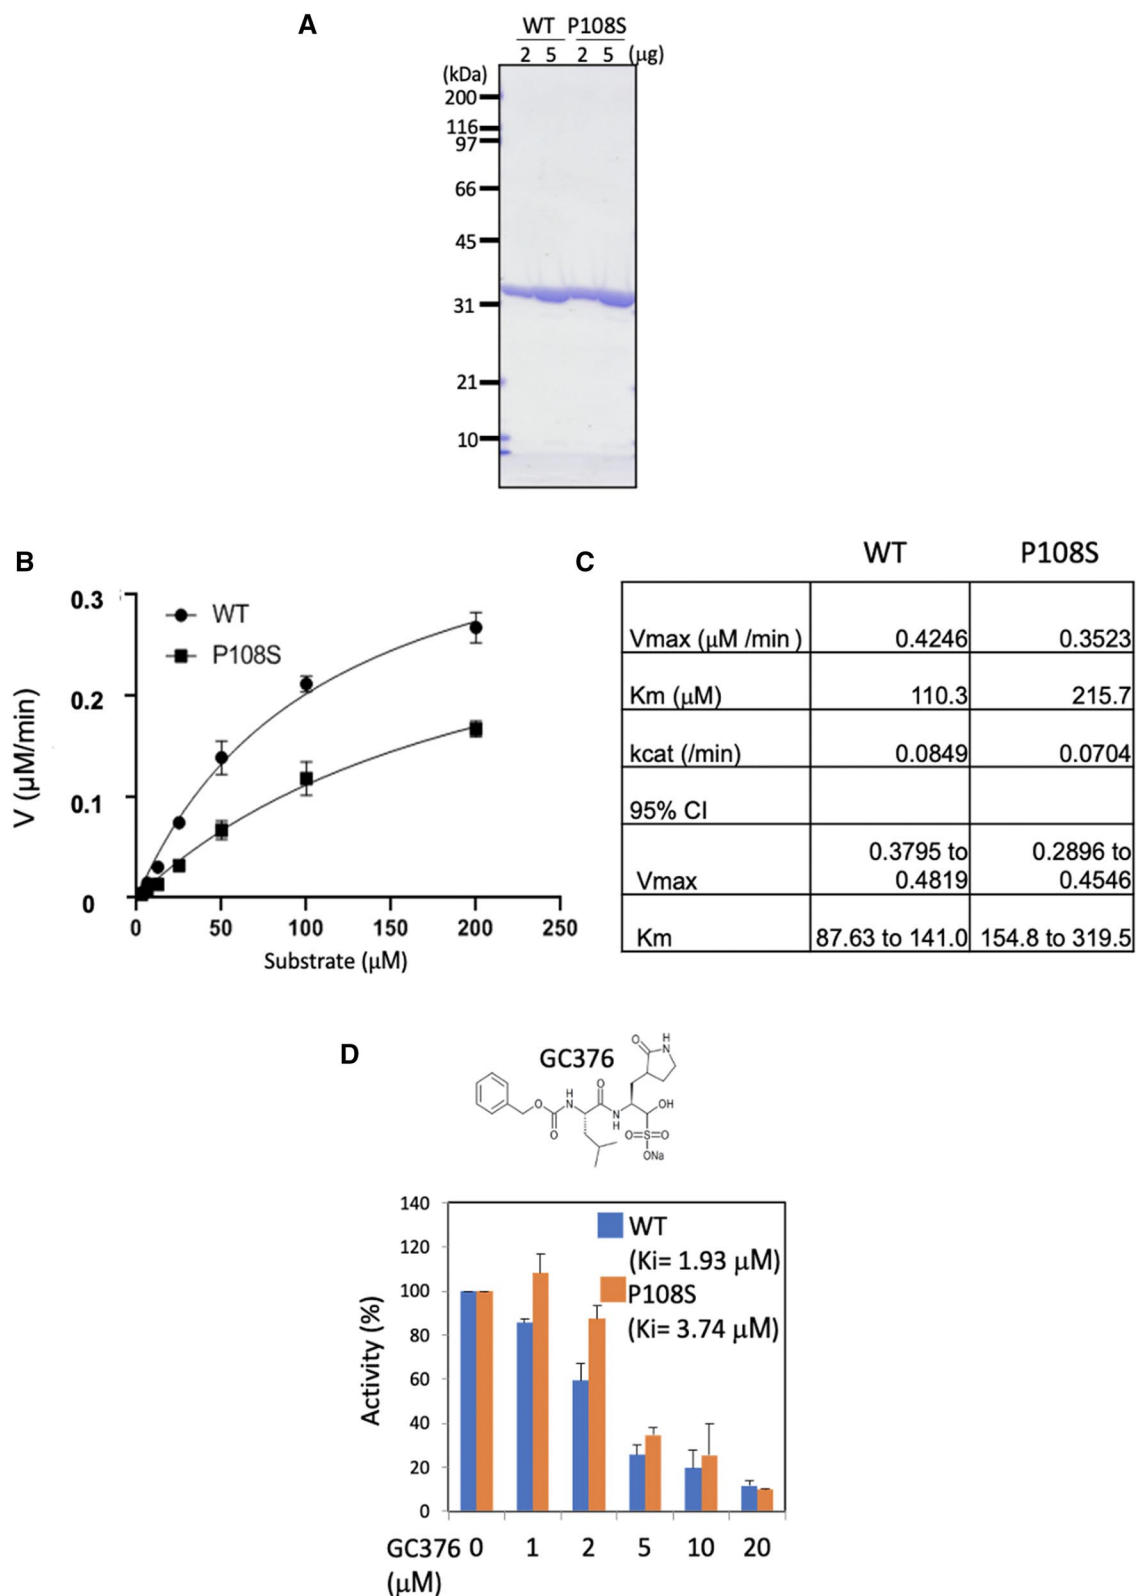 A
WT P108S
2 5 2 5 (μg)
(kDa)
200
116
97
66
45
31
21
10
B
0.3
0.2
0.1
0
WT
P108S
V (μM/min)
0 50 100 150 200 250
Substrate (μM)
C
WT P108S
Vmax (μM /min ) 0.4246 0.3523
Km (μM) 110.3 215.7
kcat (/min) 0.0849 0.0704
95% CI
0.3795 to 0.2896 to
Vmax 0.4819 0.4546
Km 87.63 to 141.0 154.8 to 319.5
D
GC376
O H
N
H O
O N OH
N
O H O=S=O
ONa
140
120
100
80
60
40
20
0
Activity (%)
WT
(Ki= 1.93 μM)
P108S
(Ki= 3.74 μM)
GC376 0 1 2 5 10 20
(μM)